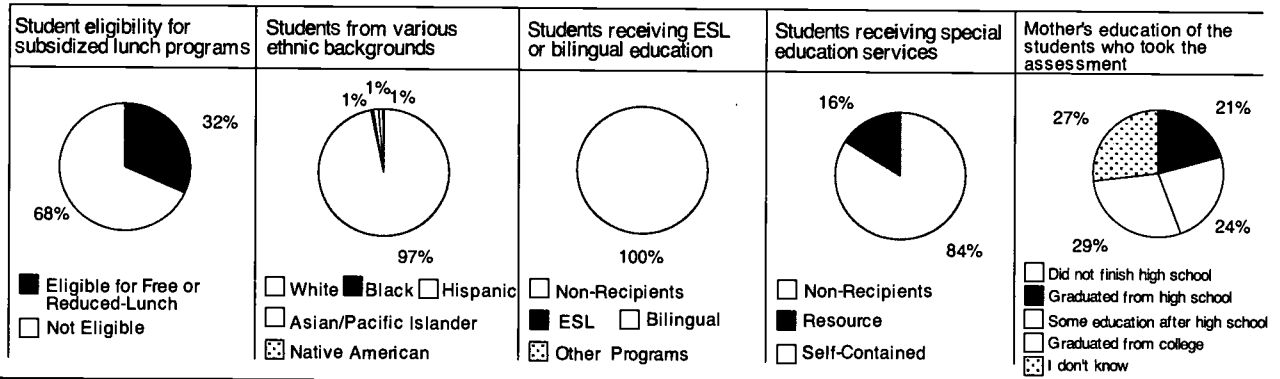 Student eligibility for
subsidized lunch programs
32%
68%
Eligible for Free or
Reduced-Lunch
Not Eligible
Students from various
ethnic backgrounds
1% 1% 1%
97%
White Black Hispanic
Asian/Pacific Islander
Native American
Students receiving ESL
or bilingual education
100%
Non-Recipients
ESL Bilingual
Other Programs
Students receiving special
education services
16%
84%
Non-Recipients
Resource
Self-Contained
Mother's education of the
students who took the
assessment
27% 21%
29% 24%
Did not finish high school
Graduated from high school
Some education after high school
Graduated from college
I don't know